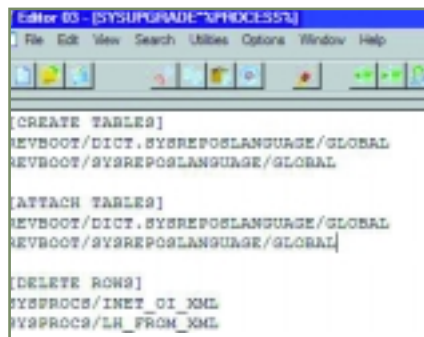 Editor 03 - [SYSUPGRADE*%PROCESS%]
File Edit View Search Utilities Options Window Help
[CREATE TABLES]
REVBOOT/DICT.SYSREPOSLANGUAGE/GLOBAL
REVBOOT/SYSREPOSLANGUAGE/GLOBAL
[ATTACH TABLES]
REVBOOT/DICT.SYSREPOSLANGUAGE/GLOBAL
REVBOOT/SYSREPOSLANGUAGE/GLOBAL
[DELETE ROWS]
SYSPROCS/INET_OI_XML
SYSPROCS/LH_FROM_XML